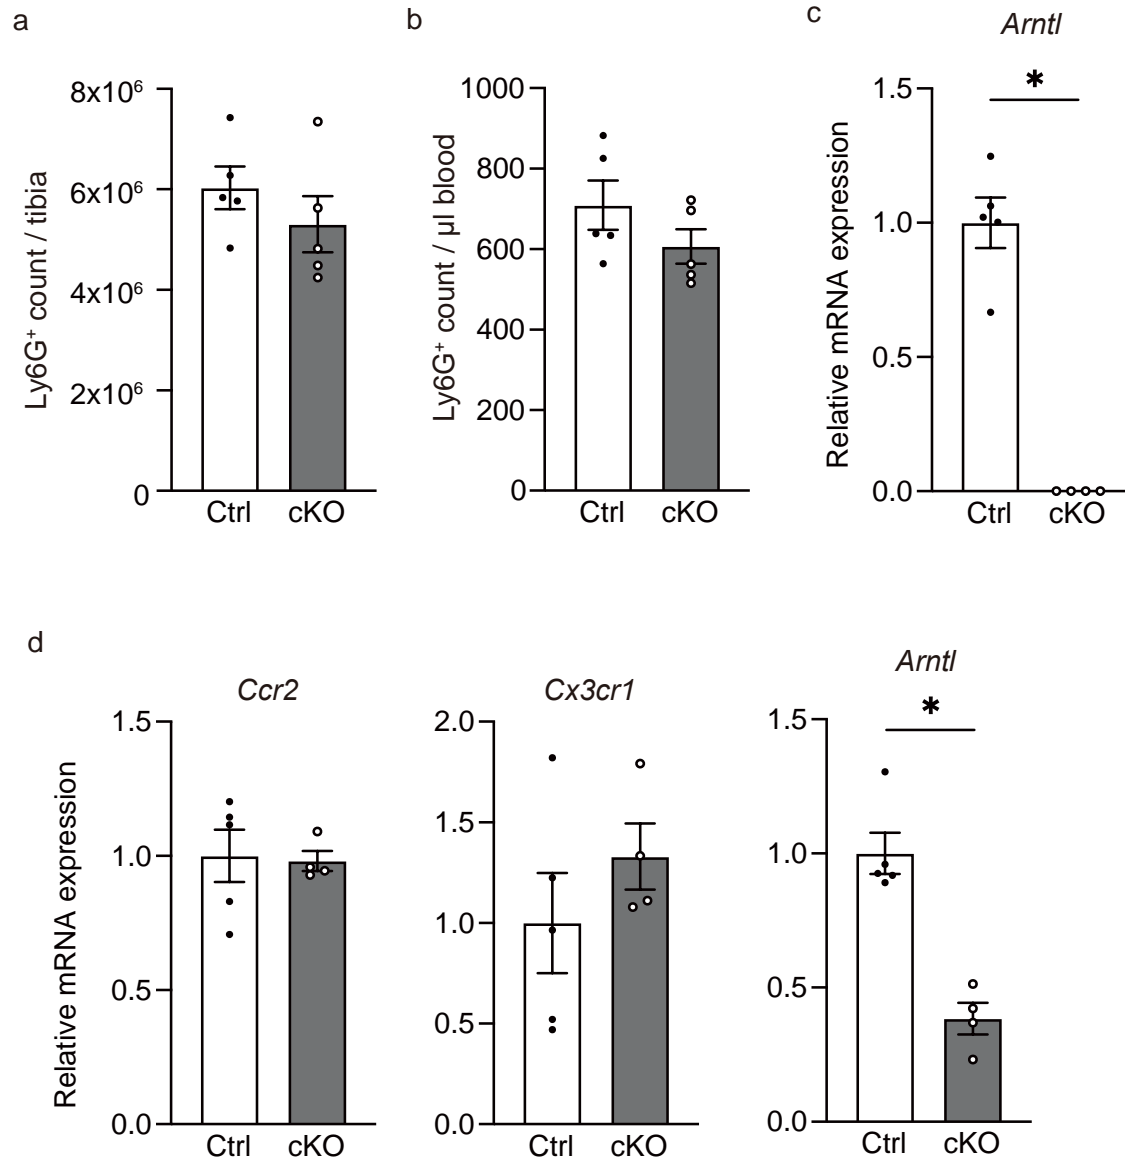 a
Ly6G⁺ count / tibia
8x10⁶
6x10⁶
4x10⁶
2x10⁶
0
Ctrl cKO
b
Ly6G⁺ count / µl blood
1000
800
600
400
200
0
Ctrl cKO
c
Arntl
*
Relative mRNA expression
1.5
1.0
0.5
0.0
Ctrl cKO
d
Ccr2
Relative mRNA expression
1.5
1.0
0.5
0.0
Ctrl cKO
Cx3cr1
2.0
1.5
1.0
0.5
0.0
Ctrl cKO
Arntl
*
1.5
1.0
0.5
0.0
Ctrl cKO